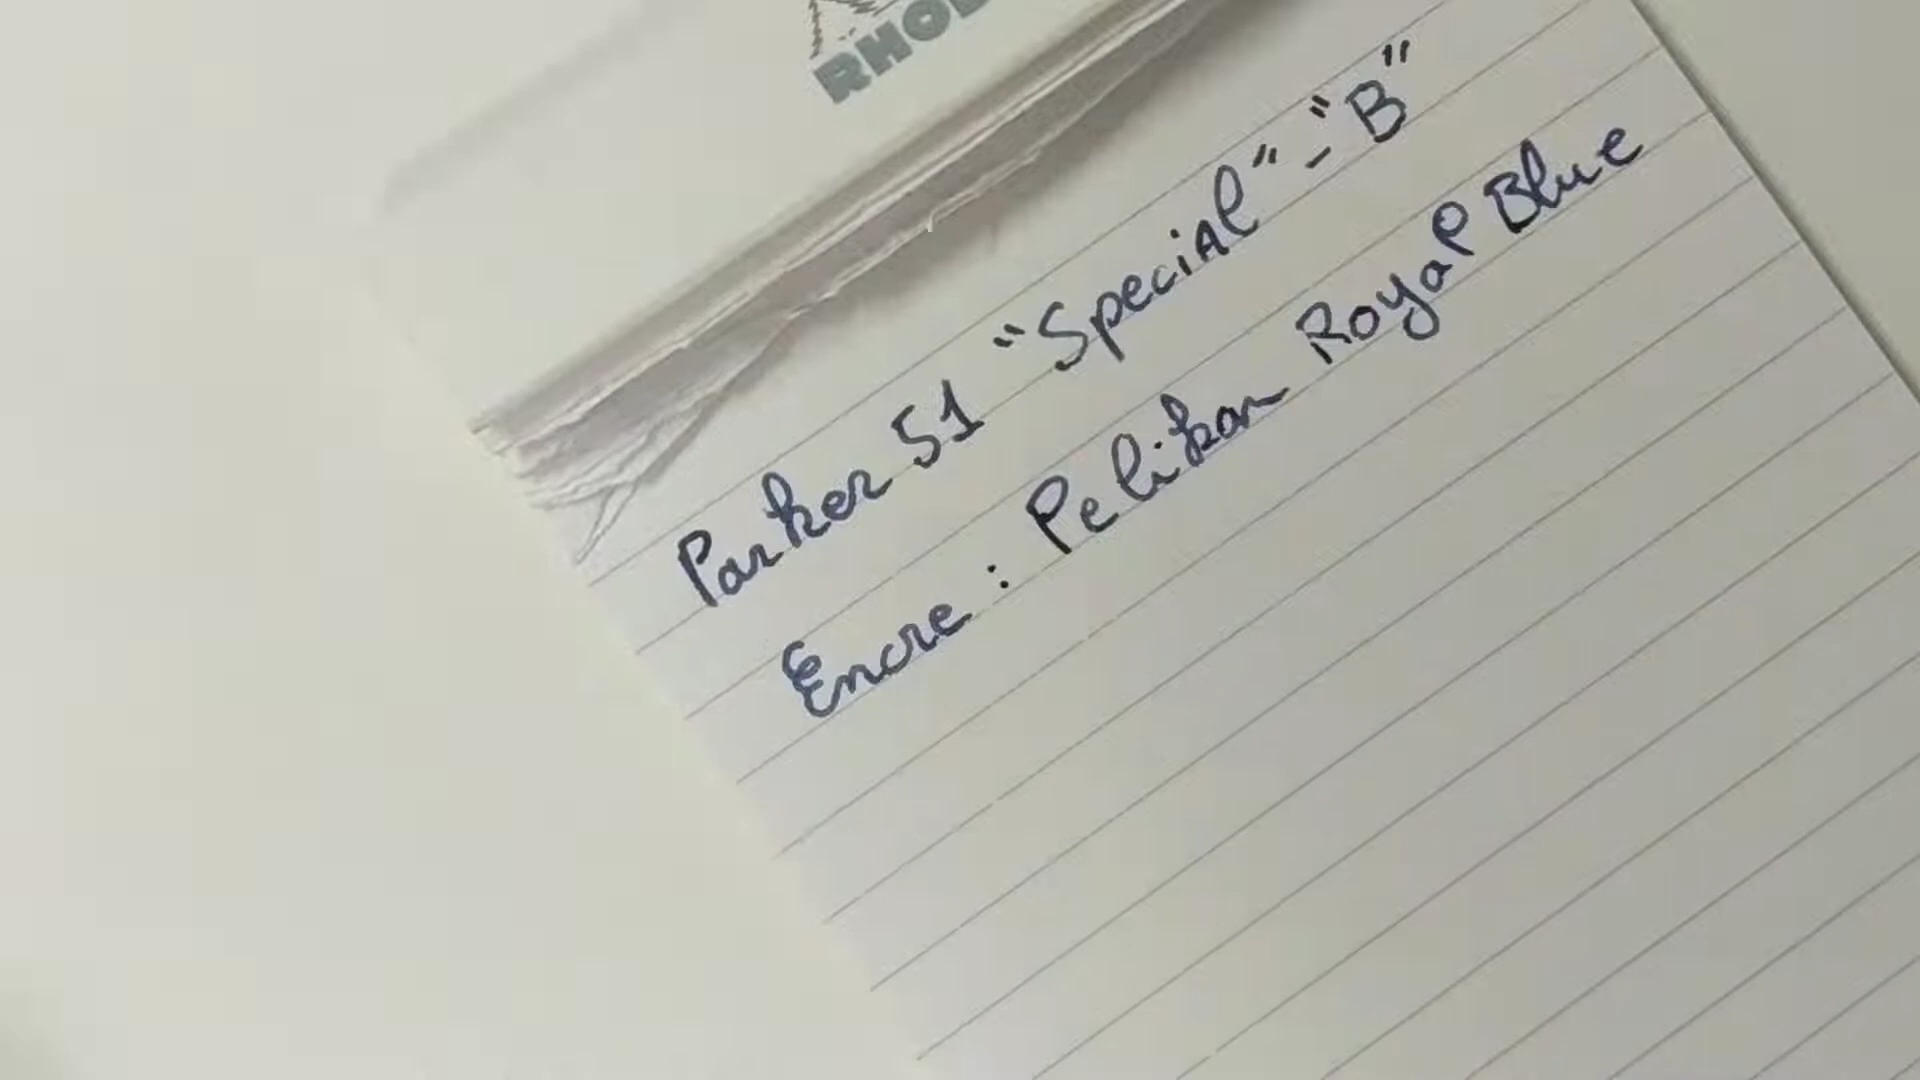 RHOD
Parker 51 "Special" - "B"
Encre : Pelikan Royal Blue